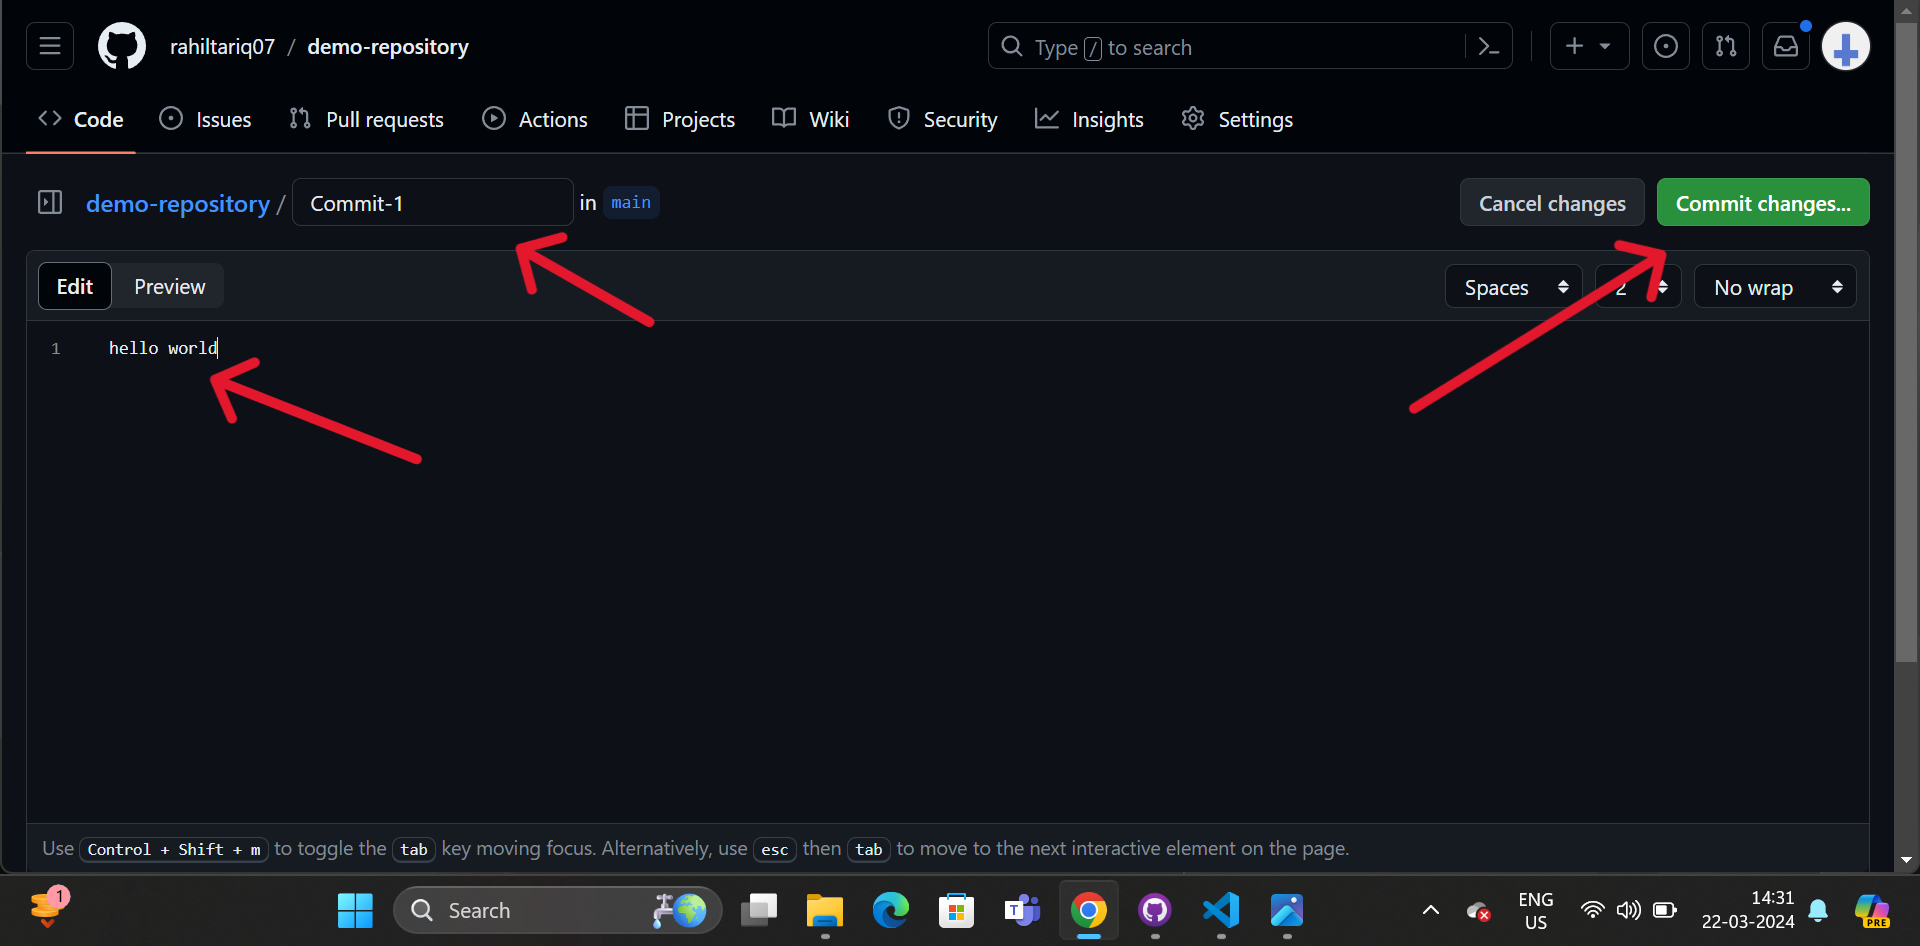 rahiltariq07 / demo-repository
Type / to search
Code Issues Pull requests Actions Projects Wiki Security Insights Settings
demo-repository / Commit-1 in main
Cancel changes Commit changes...
Edit Preview Spaces 2 No wrap
1 hello world
Use Control + Shift + m to toggle the tab key moving focus. Alternatively, use esc then tab to move to the next interactive element on the page.
1
Search
T
ENG
US
14:31
22-03-2024
PRE